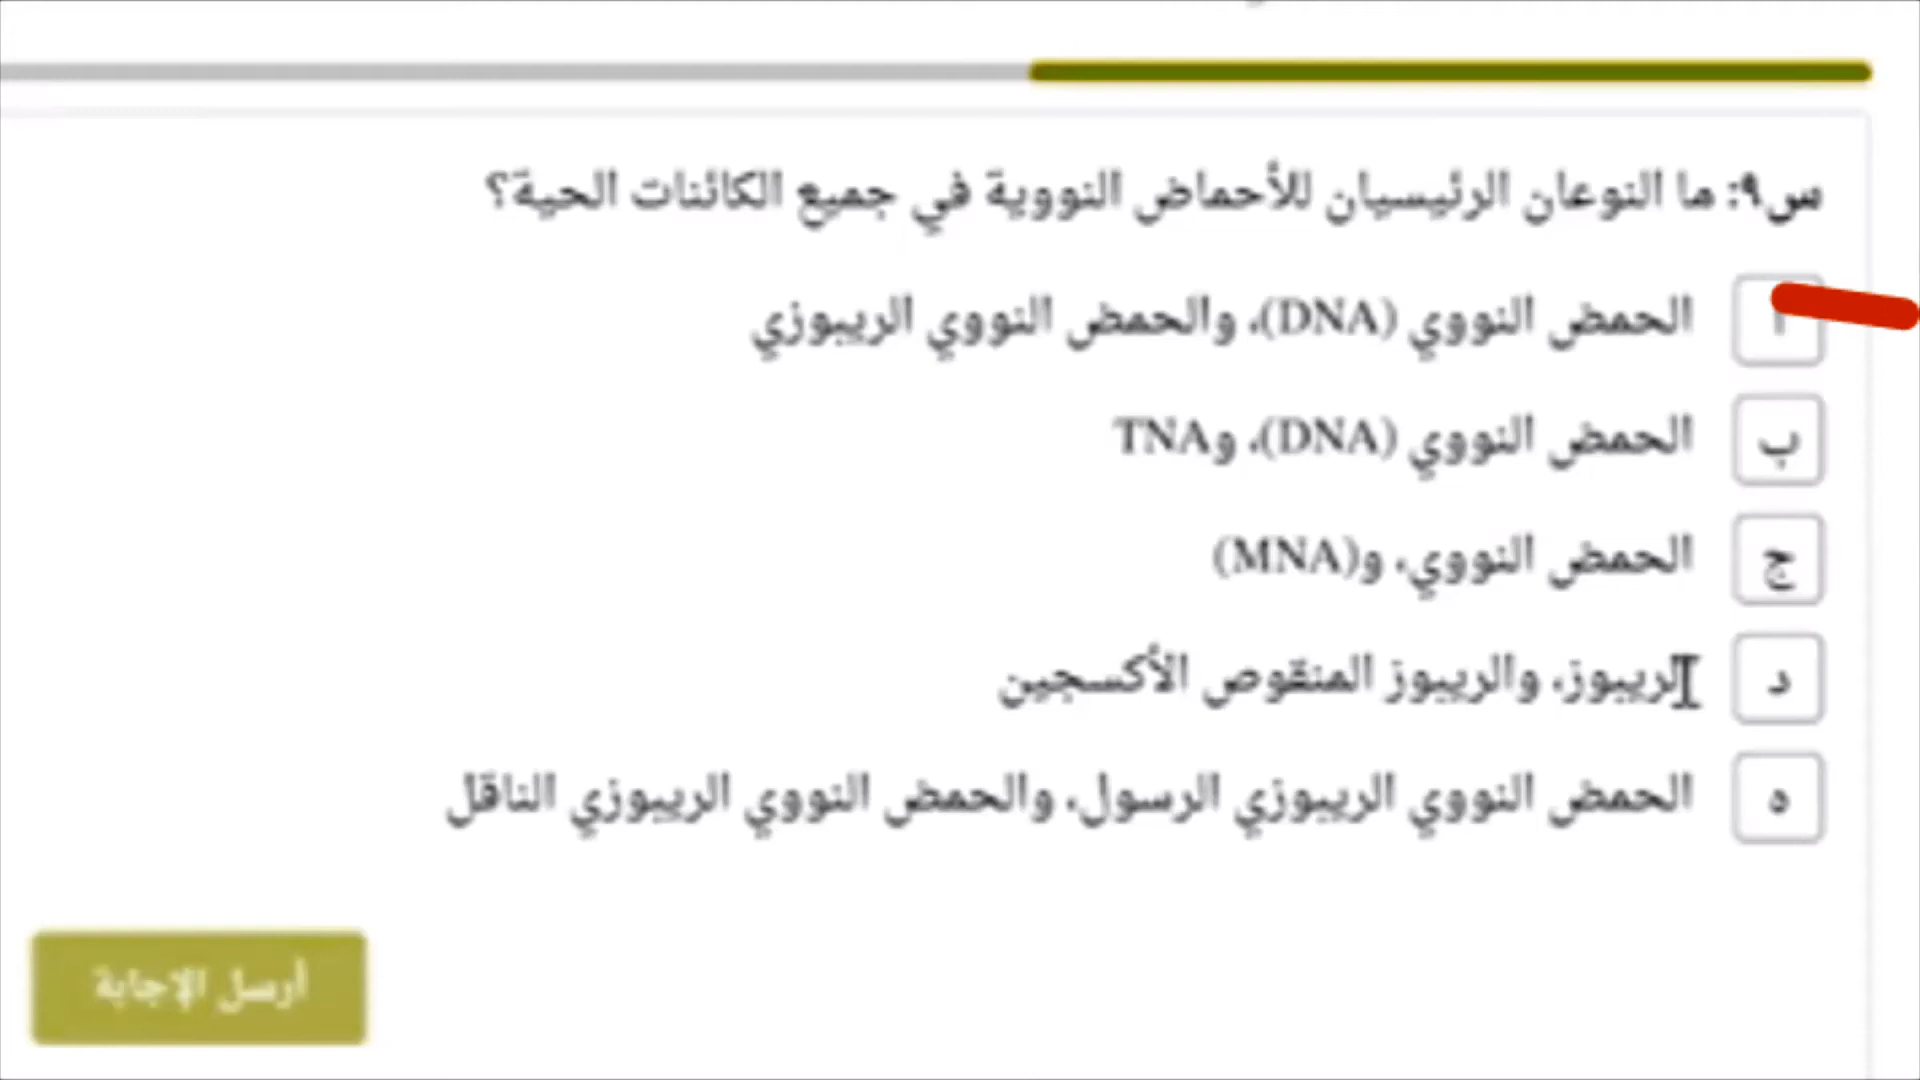 س٩: ما النوعان الرئيسيان للأحماض النووية في جميع الكائنات الحية؟
أ الحمض النووي (DNA)، والحمض النووي الريبوزي
ب الحمض النووي (DNA)، وTNA
ج الحمض النووي، و(MNA)
د الريبوز، والريبوز المنقوص الأكسجين
ه الحمض النووي الريبوزي الرسول، والحمض النووي الريبوزي الناقل
أرسل الإجابة